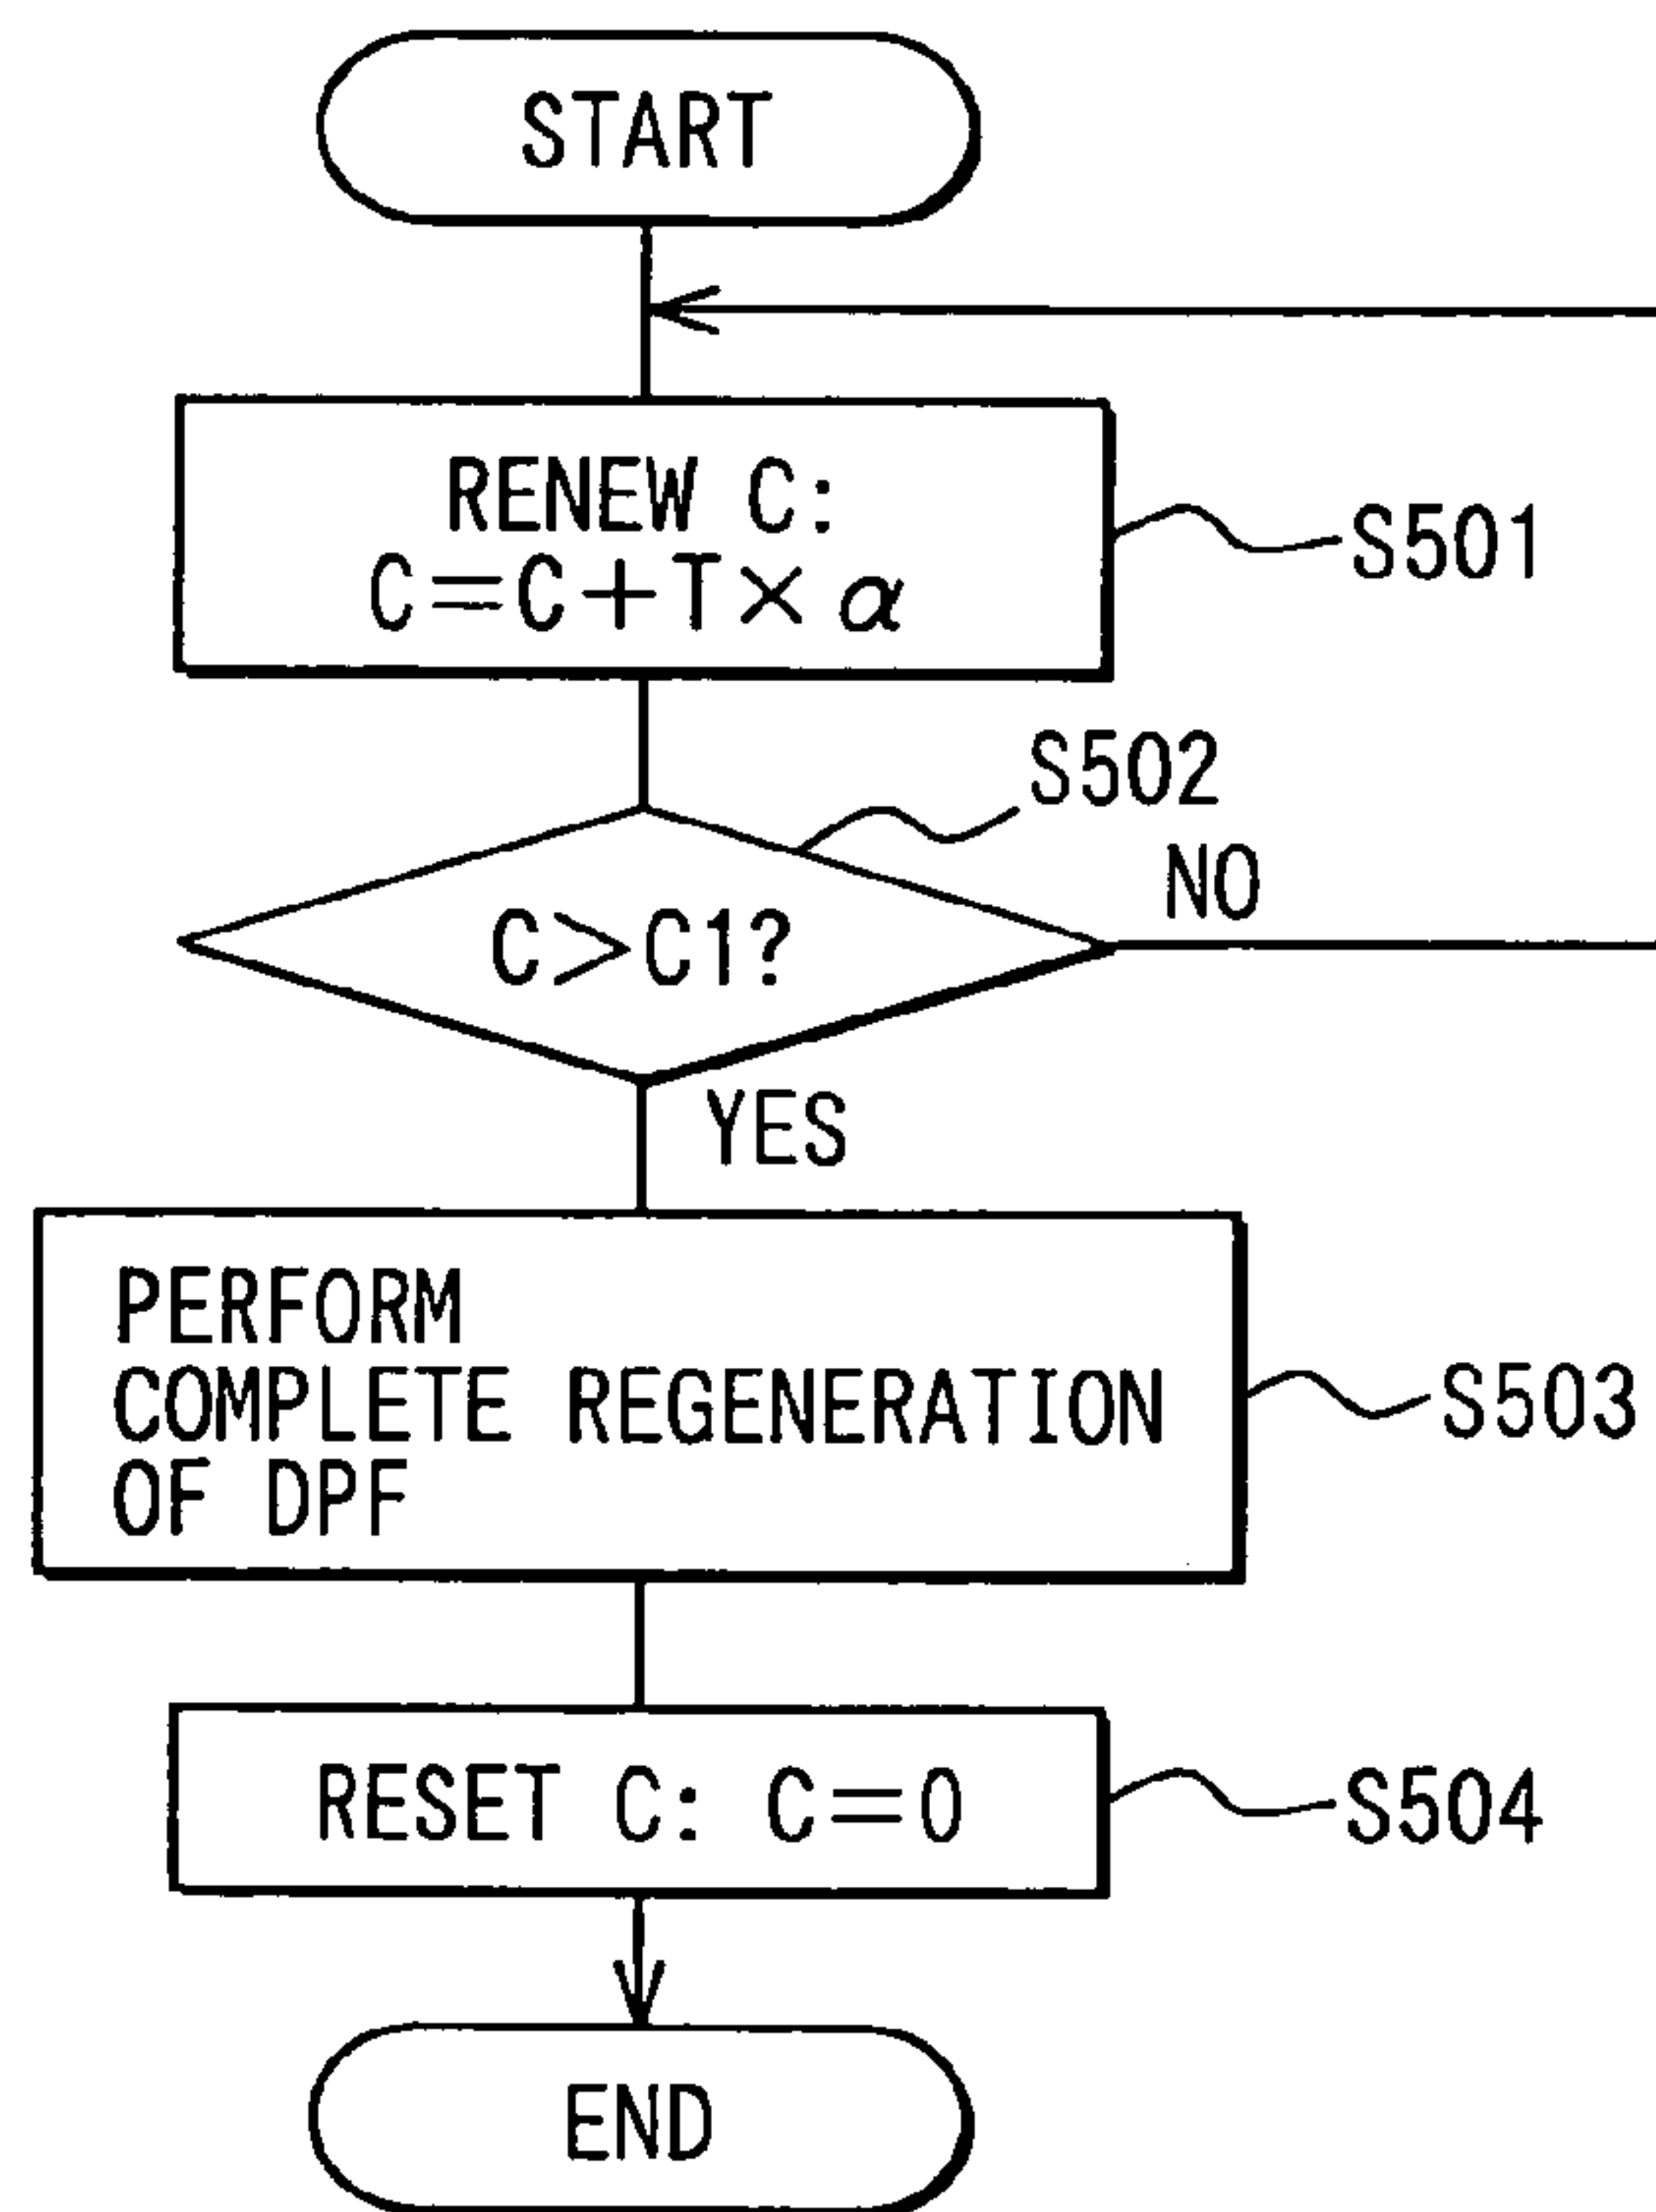 START
RENEW C:
C=C+T×α
S501
S502
NO
C>C1?
YES
PERFORM
COMPLETE REGENERATION
OF DPF
S503
RESET C: C=0
S504
END